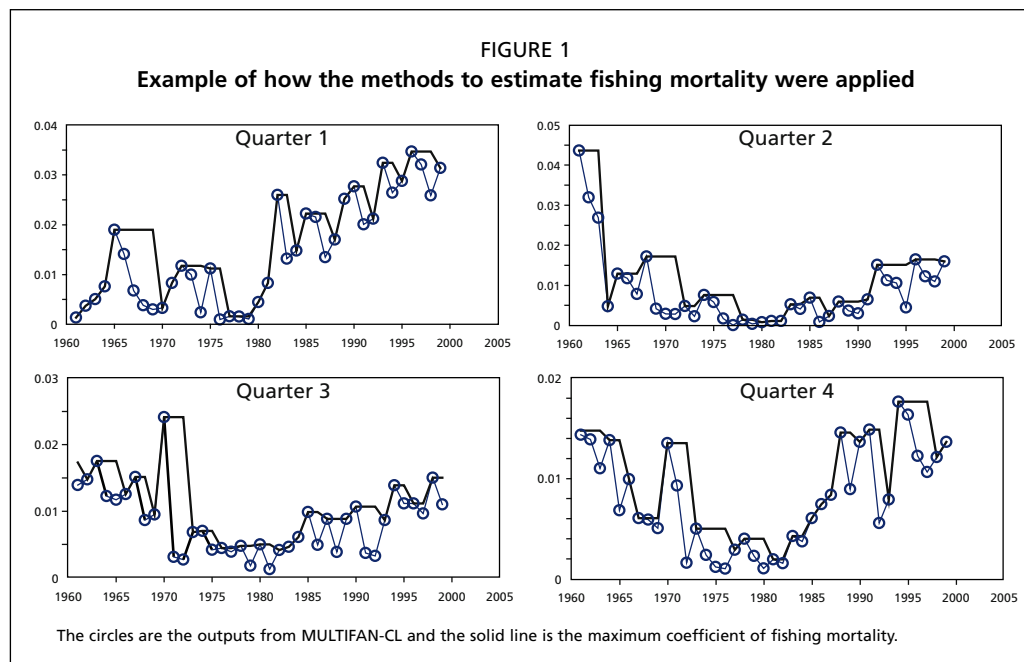 FIGURE 1
Example of how the methods to estimate fishing mortality were applied
Quarter 1
0.04
0.03
0.02
0.01
0
1960 1965 1970 1975 1980 1985 1990 1995 2000 2005
Quarter 2
0.05
0.04
0.03
0.02
0.01
0
1960 1965 1970 1975 1980 1985 1990 1995 2000 2005
Quarter 3
0.03
0.02
0.01
0
1960 1965 1970 1975 1980 1985 1990 1995 2000 2005
Quarter 4
0.02
0.01
0
1960 1965 1970 1975 1980 1985 1990 1995 2000 2005
The circles are the outputs from MULTIFAN-CL and the solid line is the maximum coefficient of fishing mortality.